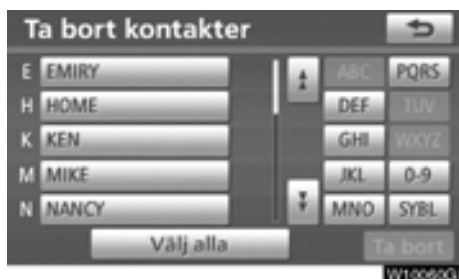 Ta bort kontakter
E EMIRY ABC PQRS
H HOME DEF TUV
K KEN GHI WXYZ
M MIKE JKL 0-9
N NANCY MNO SYBL
Välj alla Ta bort
W10060G